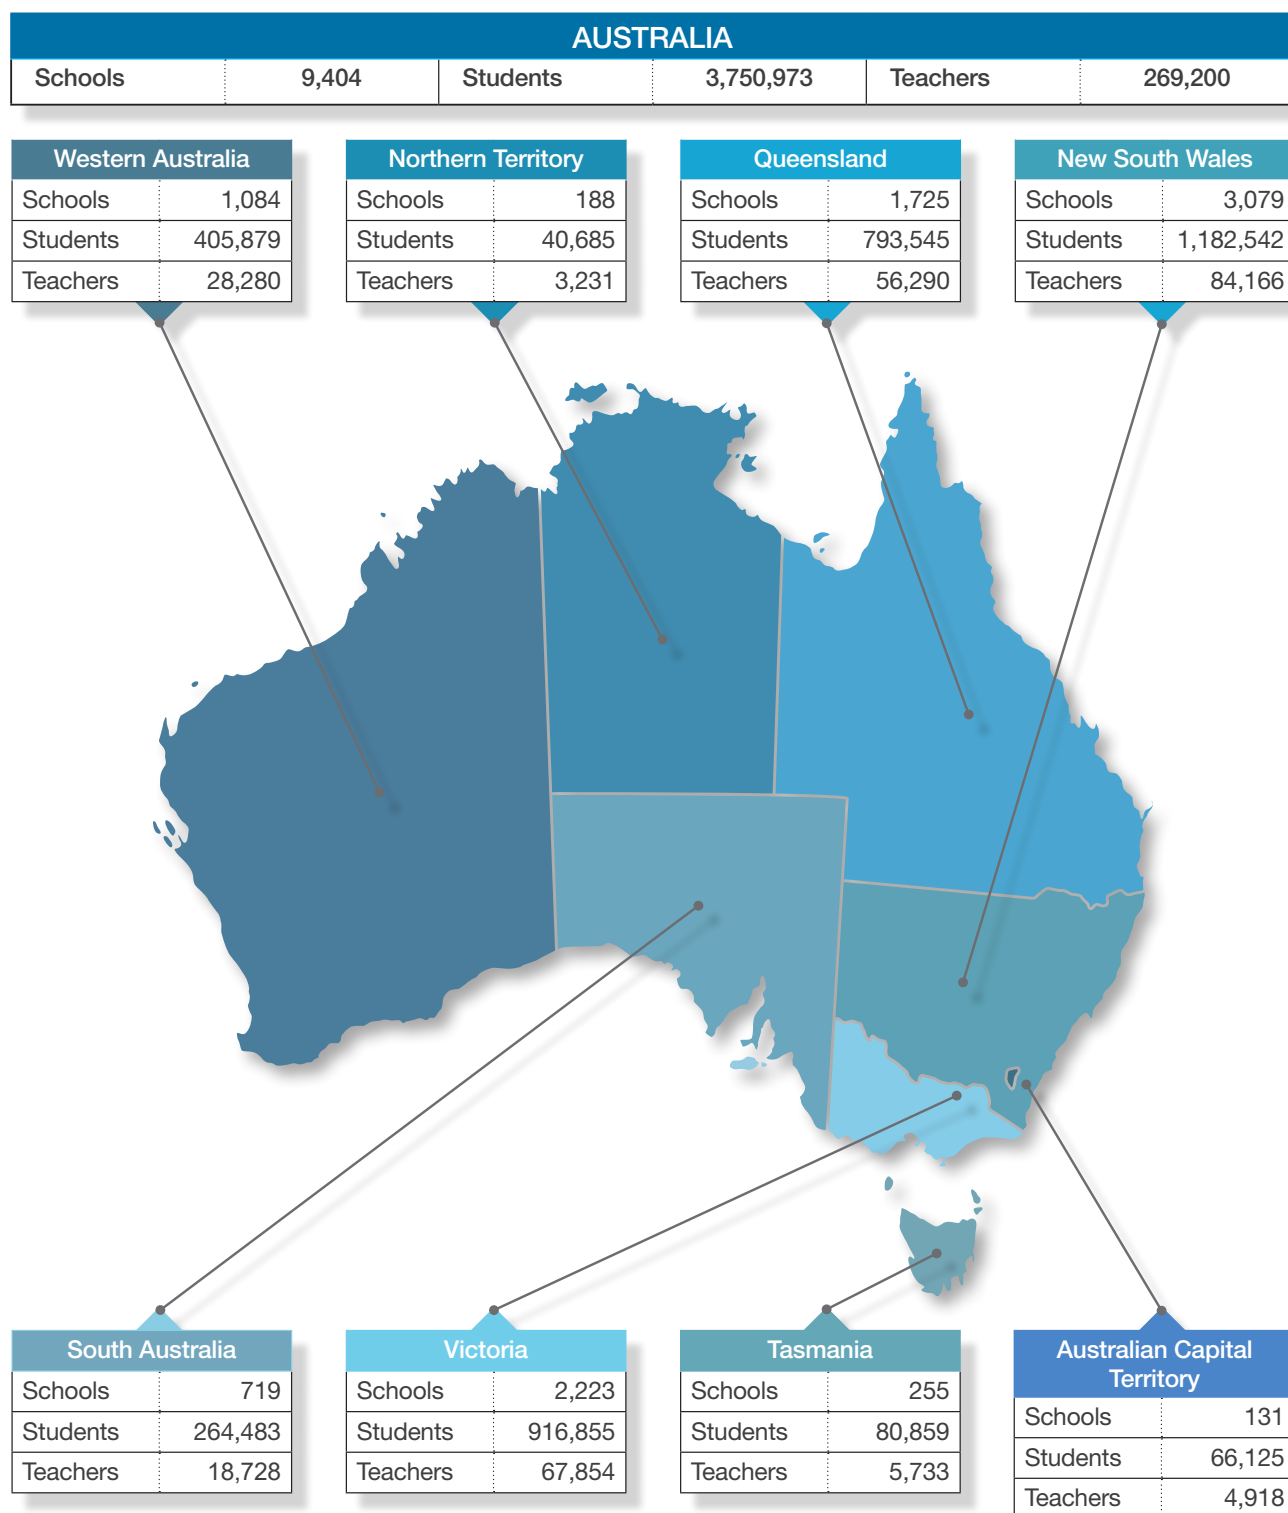 AUSTRALIA
Schools 9,404 Students 3,750,973 Teachers 269,200
Western Australia
Schools 1,084
Students 405,879
Teachers 28,280
Northern Territory
Schools 188
Students 40,685
Teachers 3,231
Queensland
Schools 1,725
Students 793,545
Teachers 56,290
New South Wales
Schools 3,079
Students 1,182,542
Teachers 84,166
South Australia
Schools 719
Students 264,483
Teachers 18,728
Victoria
Schools 2,223
Students 916,855
Teachers 67,854
Tasmania
Schools 255
Students 80,859
Teachers 5,733
Australian Capital
Territory
Schools 131
Students 66,125
Teachers 4,918